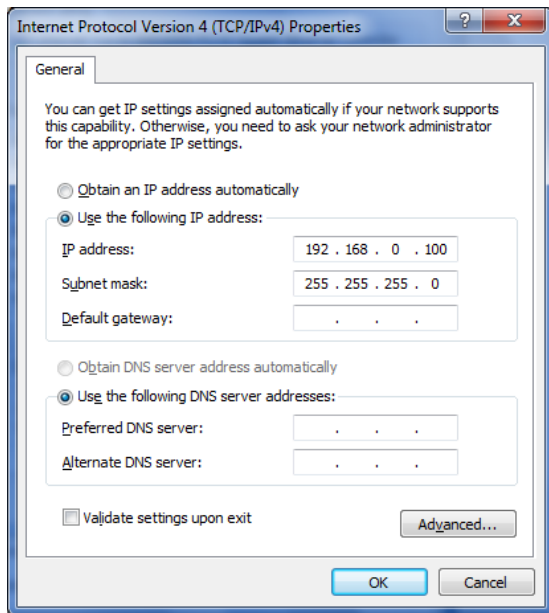 Internet Protocol Version 4 (TCP/IPv4) Properties
?
X
General
You can get IP settings assigned automatically if your network supports
this capability. Otherwise, you need to ask your network administrator
for the appropriate IP settings.
Obtain an IP address automatically
Use the following IP address:
IP address: 192 . 168 . 0 . 100
Subnet mask: 255 . 255 . 255 . 0
Default gateway: . . .
Obtain DNS server address automatically
Use the following DNS server addresses:
Preferred DNS server: . . .
Alternate DNS server: . . .
Validate settings upon exit
Advanced...
OK Cancel